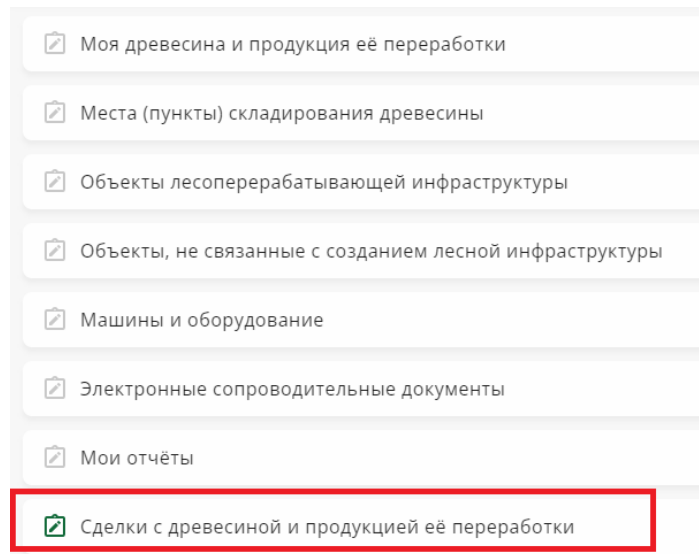 Моя древесина и продукция её переработки
Места (пункты) складирования древесины
Объекты лесоперерабатывающей инфраструктуры
Объекты, не связанные с созданием лесной инфраструктуры
Машины и оборудование
Электронные сопроводительные документы
Мои отчёты
Сделки с древесиной и продукцией её переработки